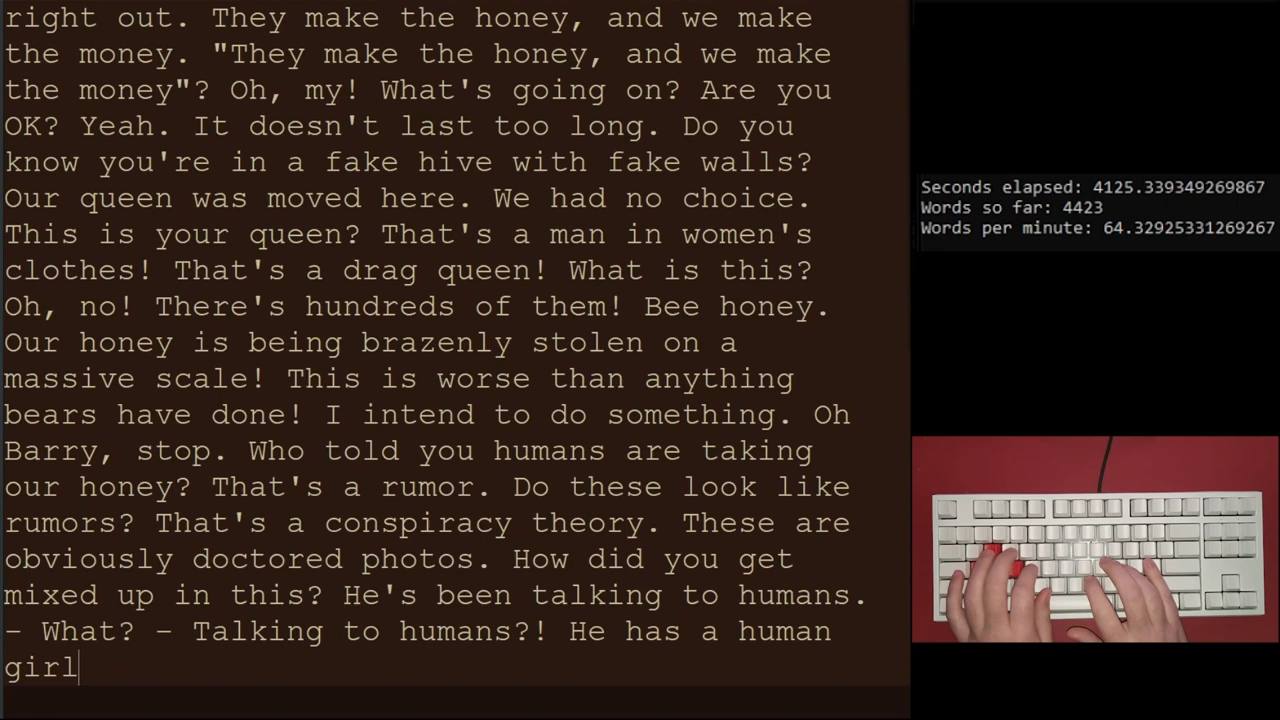 right out. They make the honey, and we make
the money. "They make the honey, and we make
the money"? Oh, my! What's going on? Are you
OK? Yeah. It doesn't last too long. Do you
know you're in a fake hive with fake walls?
Our queen was moved here. We had no choice.
This is your queen? That's a man in women's
clothes! That's a drag queen! What is this?
Oh, no! There's hundreds of them! Bee honey.
Our honey is being brazenly stolen on a
massive scale! This is worse than anything
bears have done! I intend to do something. Oh
Barry, stop. Who told you humans are taking
our honey? That's a rumor. Do these look like
rumors? That's a conspiracy theory. These are
obviously doctored photos. How did you get
mixed up in this? He's been talking to humans.
- What? - Talking to humans?! He has a human
girl
Seconds elapsed: 4125.339349269867
Words so far: 4423
Words per minute: 64.32925331269267